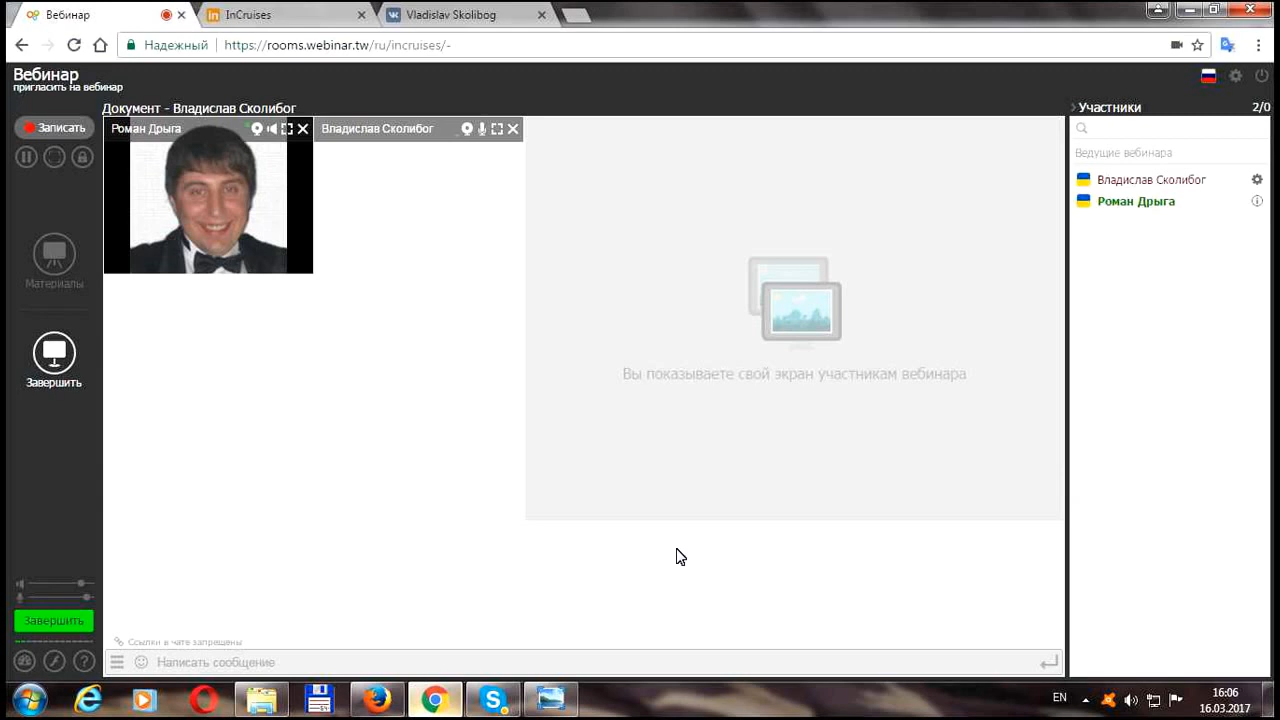 Вебинар
InCruises
Vladislav Skolibog
Надежный
https://rooms.webinar.tw/ru/incruises/-
Вебинар
пригласить на вебинар
Документ - Владислав Сколибог
Участники 2/0
Записать
Роман Дрыга
Владислав Сколибог
Ведущие вебинара
Владислав Сколибог
Роман Дрыга
Материалы
Завершить
Вы показываете свой экран участникам вебинара
Завершить
Ссылки в чате запрещены
Написать сообщение
EN
16:06
16.03.2017